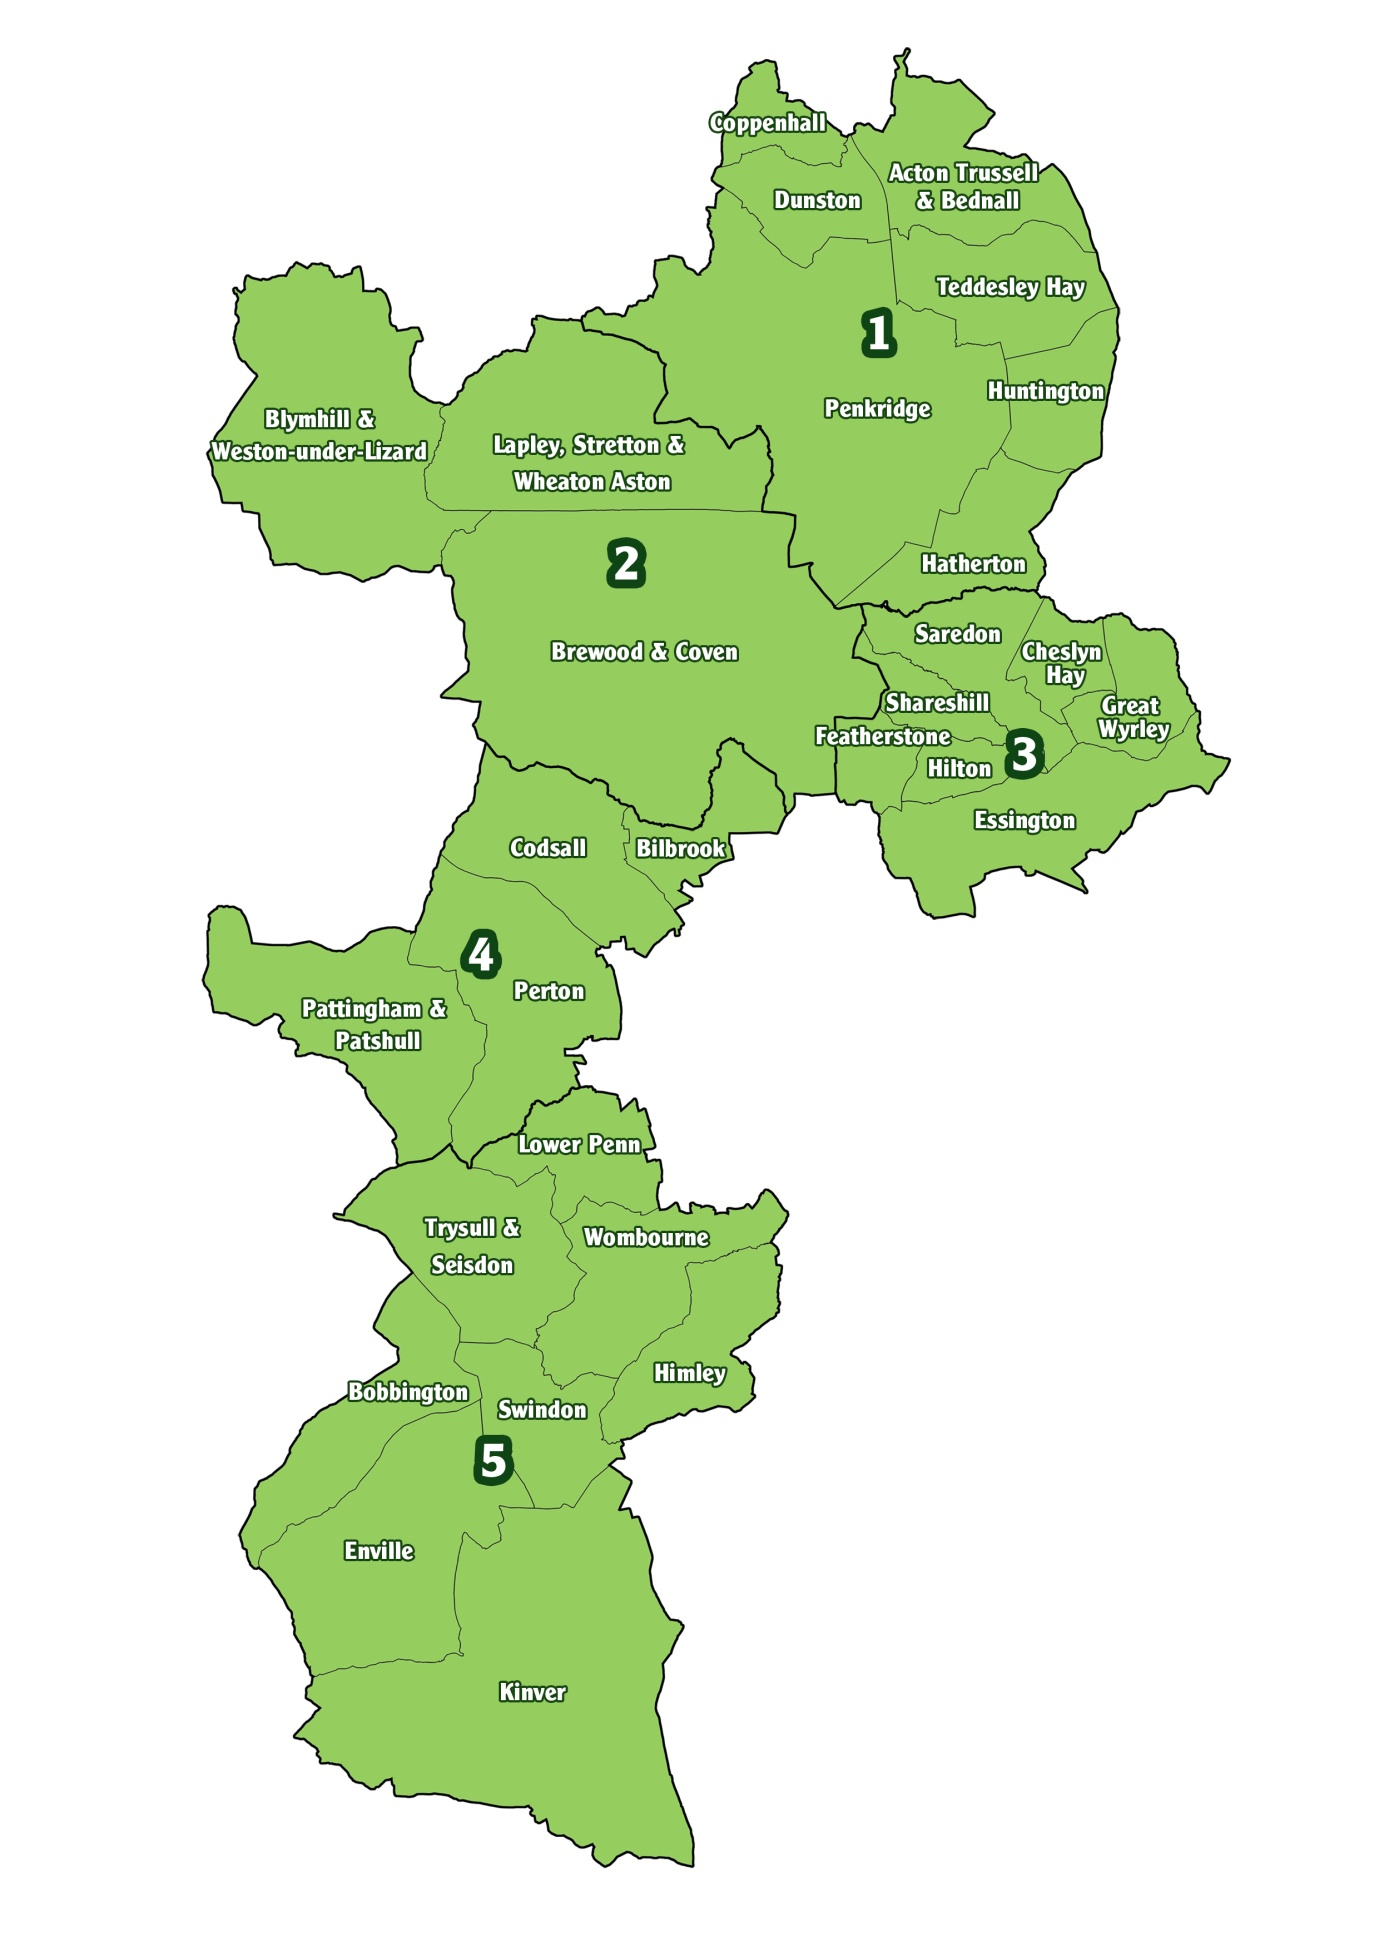 Coppenhall
Acton Trussell
& Bednall
Dunston
Teddesley Hay
1
Huntington
Penkridge
Blymhill &
Weston-under-Lizard
Lapley, Stretton &
Wheaton Aston
2
Hatherton
Brewood & Coven
Saredon
Cheslyn
Hay
Shareshill
Great
Wyrley
Featherstone
3
Hilton
Essington
Codsall
Bilbrook
4
Perton
Pattingham &
Patshull
Lower Penn
Trysull &
Seisdon
Wombourne
Himley
Bobbington
Swindon
5
Enville
Kinver